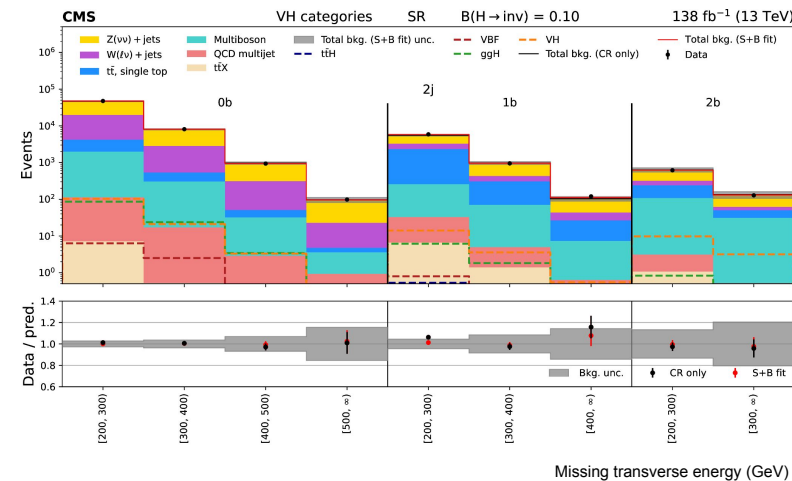 CMS VH categories SR B(H→inv) = 0.10 138 fb⁻¹ (13 TeV)
Z(νν) + jets Multiboson Total bkg. (S+B fit) unc. VBF VH Total bkg. (S+B fit)
W(ℓν) + jets QCD multijet tt̄H ggH Total bkg. (CR only) Data
tt̄, single top tt̄X
2j
0b 1b 2b
Events
10⁶
10⁵
10⁴
10³
10²
10¹
10⁰
Data / pred.
1.4
1.2
1.0
0.8
0.6
Bkg. unc. CR only S+B fit
[200, 300) [300, 400) [400, 500) [500, ∞) [200, 300) [300, 400) [400, ∞) [200, 300) [300, ∞)
Missing transverse energy (GeV)